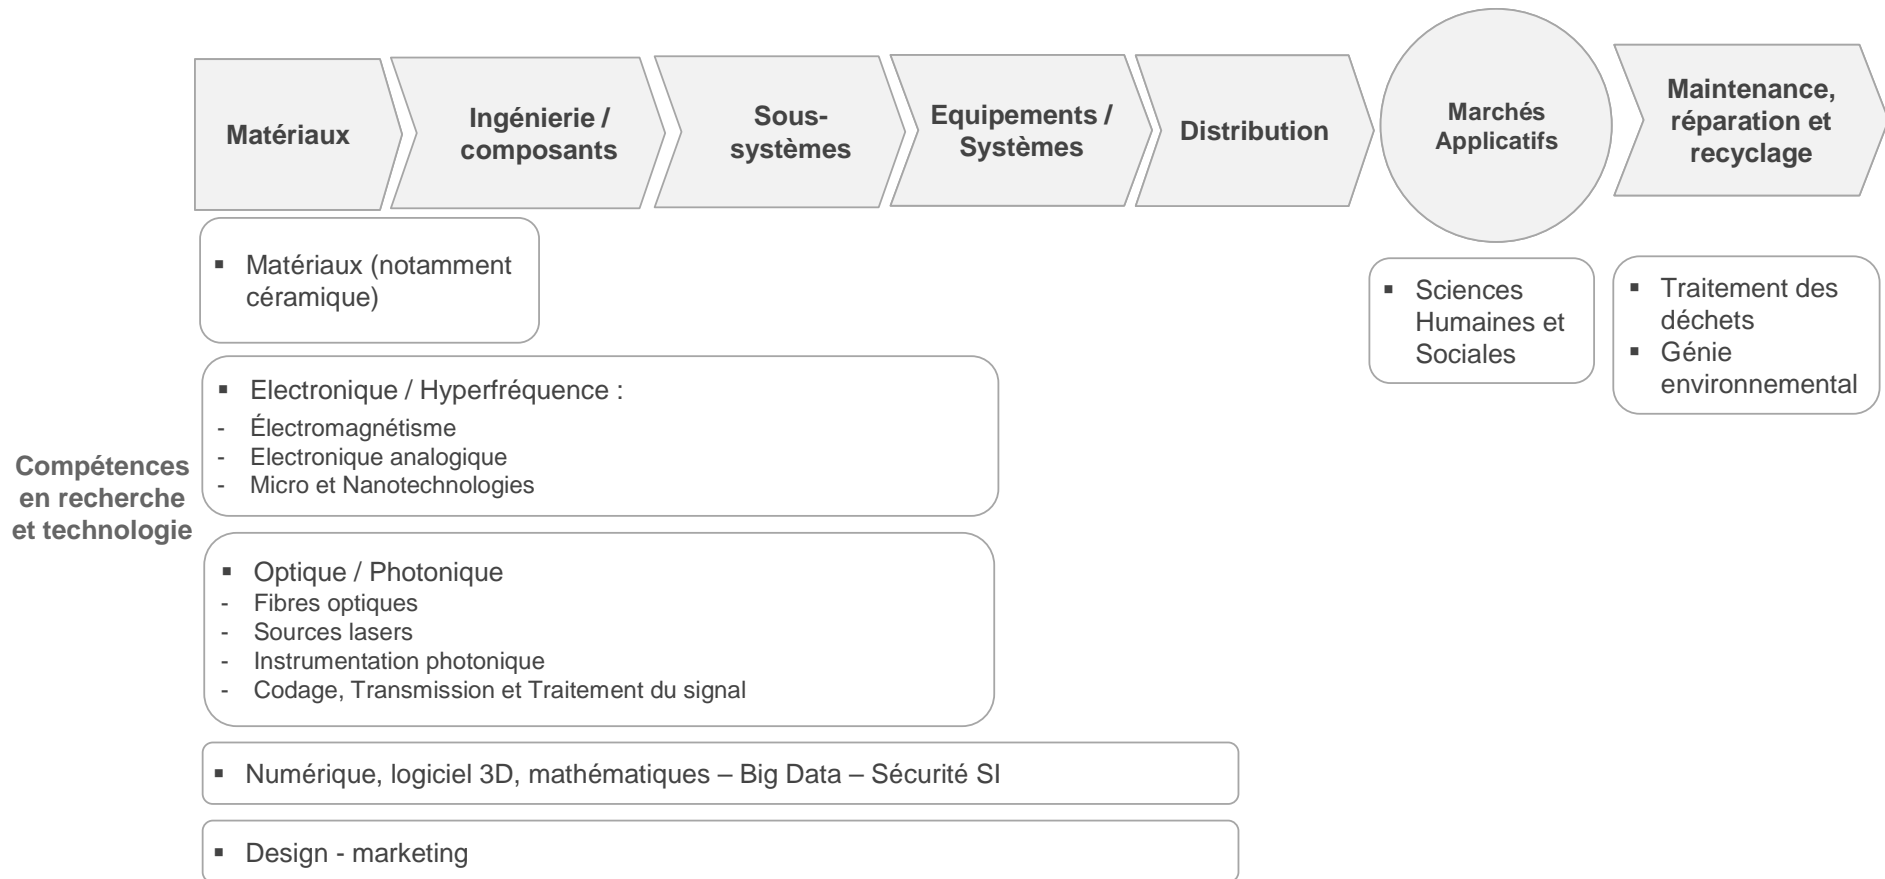 Matériaux
Ingénierie /
composants
Sous-
systèmes
Equipements /
Systèmes
Distribution
Marchés
Applicatifs
Maintenance,
réparation et
recyclage
▪ Matériaux (notamment
céramique)
▪ Sciences
Humaines et
Sociales
▪ Traitement des
déchets
▪ Génie
environnemental
Compétences
en recherche
et technologie
▪ Electronique / Hyperfréquence :
- Électromagnétisme
- Electronique analogique
- Micro et Nanotechnologies
▪ Optique / Photonique
- Fibres optiques
- Sources lasers
- Instrumentation photonique
- Codage, Transmission et Traitement du signal
▪ Numérique, logiciel 3D, mathématiques – Big Data – Sécurité SI
▪ Design - marketing